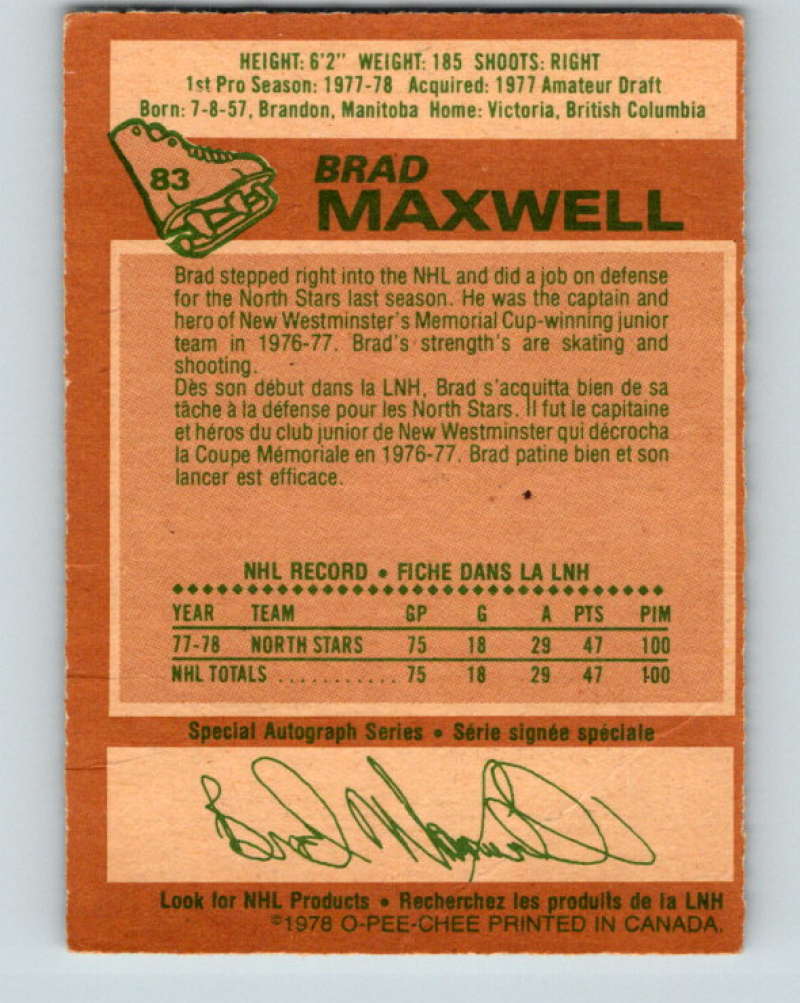 HEIGHT: 6'2" WEIGHT: 185 SHOOTS: RIGHT
1st Pro Season: 1977-78 Acquired: 1977 Amateur Draft
Born: 7-8-57, Brandon, Manitoba Home: Victoria, British Columbia
83
BRAD
MAXWELL
Brad stepped right into the NHL and did a job on defense
for the North Stars last season. He was the captain and
hero of New Westminster's Memorial Cup-winning junior
team in 1976-77. Brad's strength's are skating and
shooting.
Dès son début dans la LNH, Brad s'acquitta bien de sa
tâche à la défense pour les North Stars. Il fut le capitaine
et héros du club junior de New Westminster qui décrocha
la Coupe Mémoriale en 1976-77. Brad patine bien et son
lancer est efficace.
NHL RECORD • FICHE DANS LA LNH
YEAR TEAM GP G A PTS PIM
77-78 NORTH STARS 75 18 29 47 100
NHL TOTALS ........... 75 18 29 47 100
Special Autograph Series • Série signée spéciale
Brad Maxwell
Look for NHL Products • Recherchez les produits de la LNH
©1978 O-PEE-CHEE PRINTED IN CANADA.